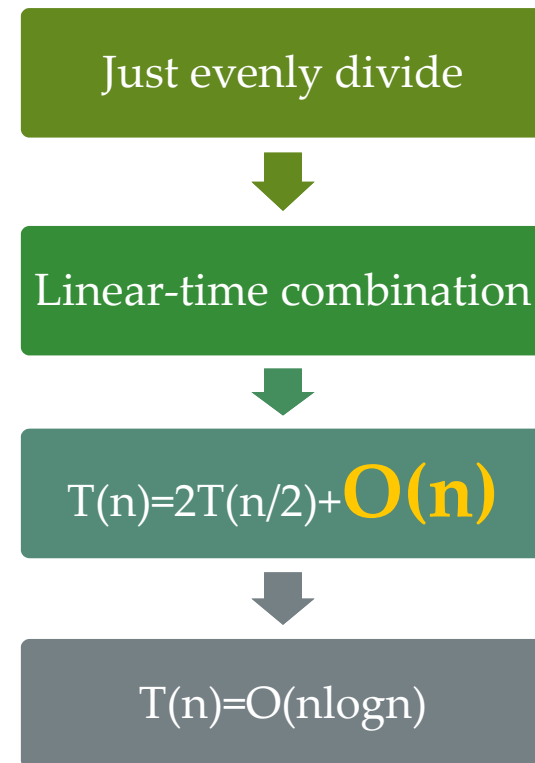 Just evenly divide
Linear-time combination
T(n)=2T(n/2)+O(n)
T(n)=O(nlogn)